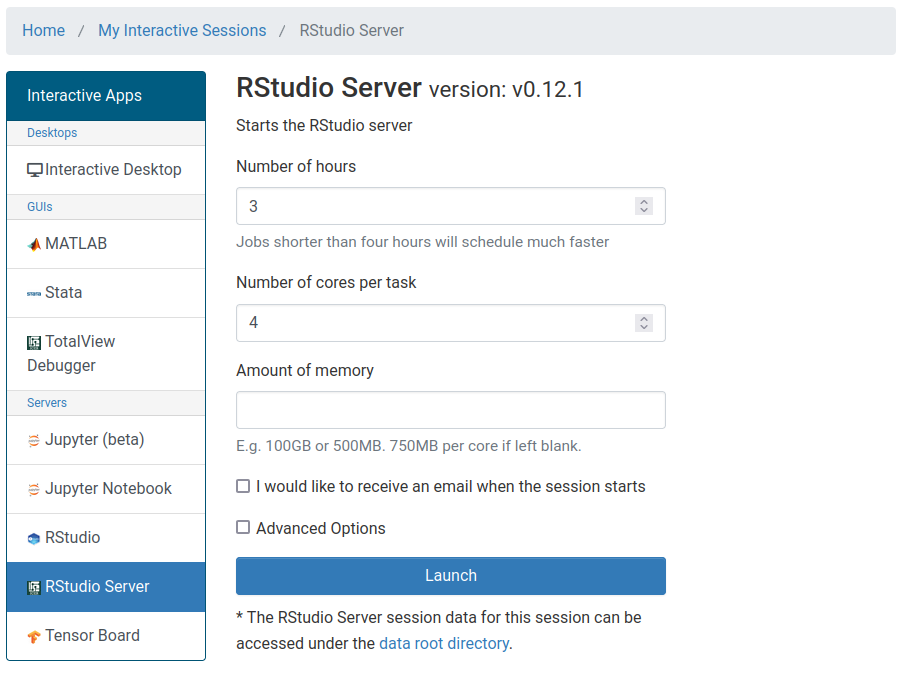 Home / My Interactive Sessions / RStudio Server
Interactive Apps
Desktops
Interactive Desktop
GUIs
MATLAB
Stata
TotalView
Debugger
Servers
Jupyter (beta)
Jupyter Notebook
RStudio
RStudio Server
Tensor Board
RStudio Server version: v0.12.1
Starts the RStudio server
Number of hours
3
Jobs shorter than four hours will schedule much faster
Number of cores per task
4
Amount of memory
E.g. 100GB or 500MB. 750MB per core if left blank.
I would like to receive an email when the session starts
Advanced Options
Launch
* The RStudio Server session data for this session can be
accessed under the data root directory.